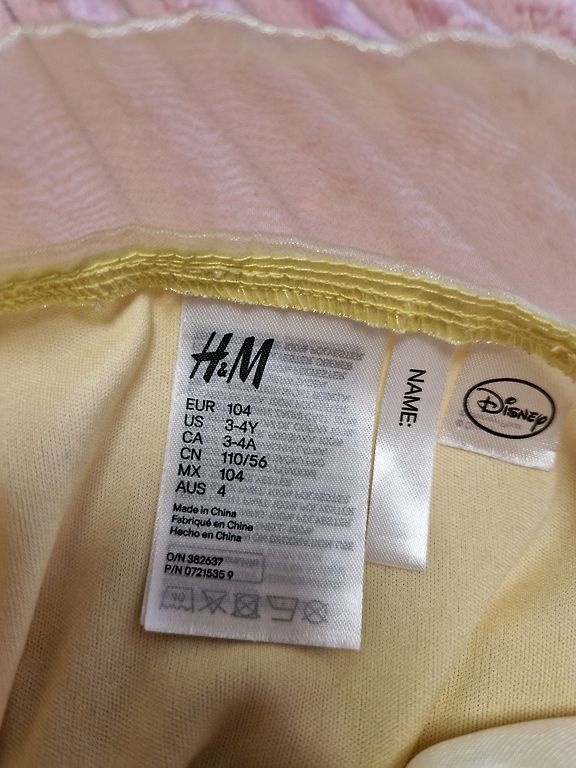 H&M
EUR 104
US 3-4Y
CA 3-4A
CN 110/56
MX 104
AUS 4
Made in China
Fabriqué en Chine
Hecho en China
O/N 382637
P/N 0721535 9
NAME:
Disney